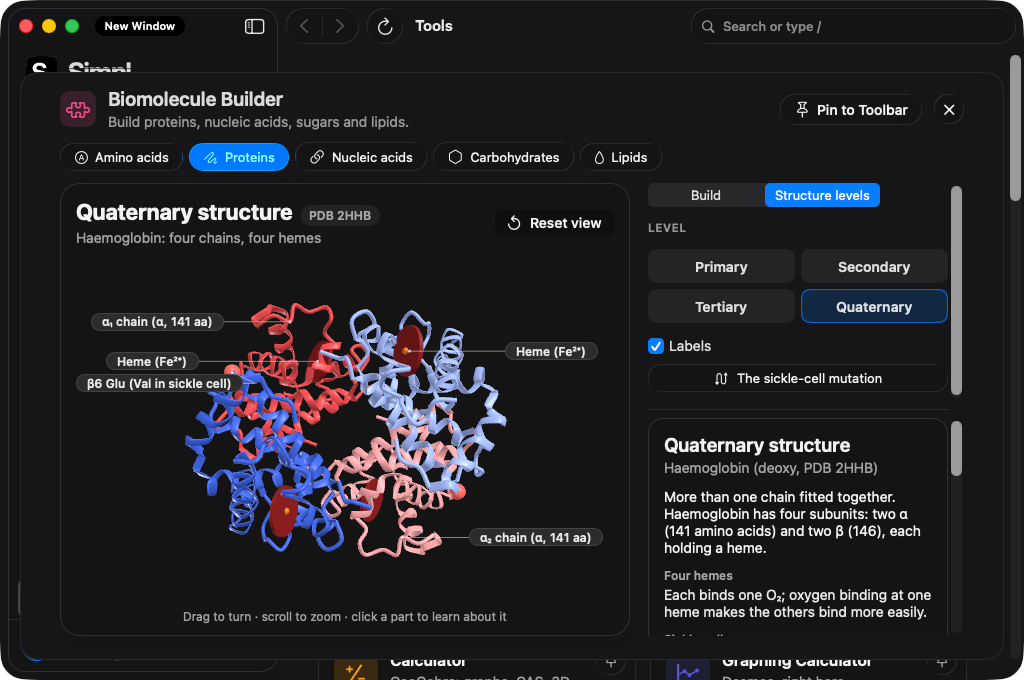 New Window
Tools
Search or type /
Simpl
Biomolecule Builder
Build proteins, nucleic acids, sugars and lipids.
Pin to Toolbar
Amino acids
Proteins
Nucleic acids
Carbohydrates
Lipids
Quaternary structure PDB 2HHB
Haemoglobin: four chains, four hemes
Reset view
α₁ chain (α, 141 aa)
Heme (Fe²⁺)
Heme (Fe²⁺)
β6 Glu (Val in sickle cell)
α₂ chain (α, 141 aa)
Drag to turn · scroll to zoom · click a part to learn about it
Build
Structure levels
LEVEL
Primary
Secondary
Tertiary
Quaternary
Labels
The sickle-cell mutation
Quaternary structure
Haemoglobin (deoxy, PDB 2HHB)
More than one chain fitted together.
Haemoglobin has four subunits: two α
(141 amino acids) and two β (146), each
holding a heme.
Four hemes
Each binds one O₂; oxygen binding at one
heme makes the others bind more easily.
Calculator
Graphing Calculator